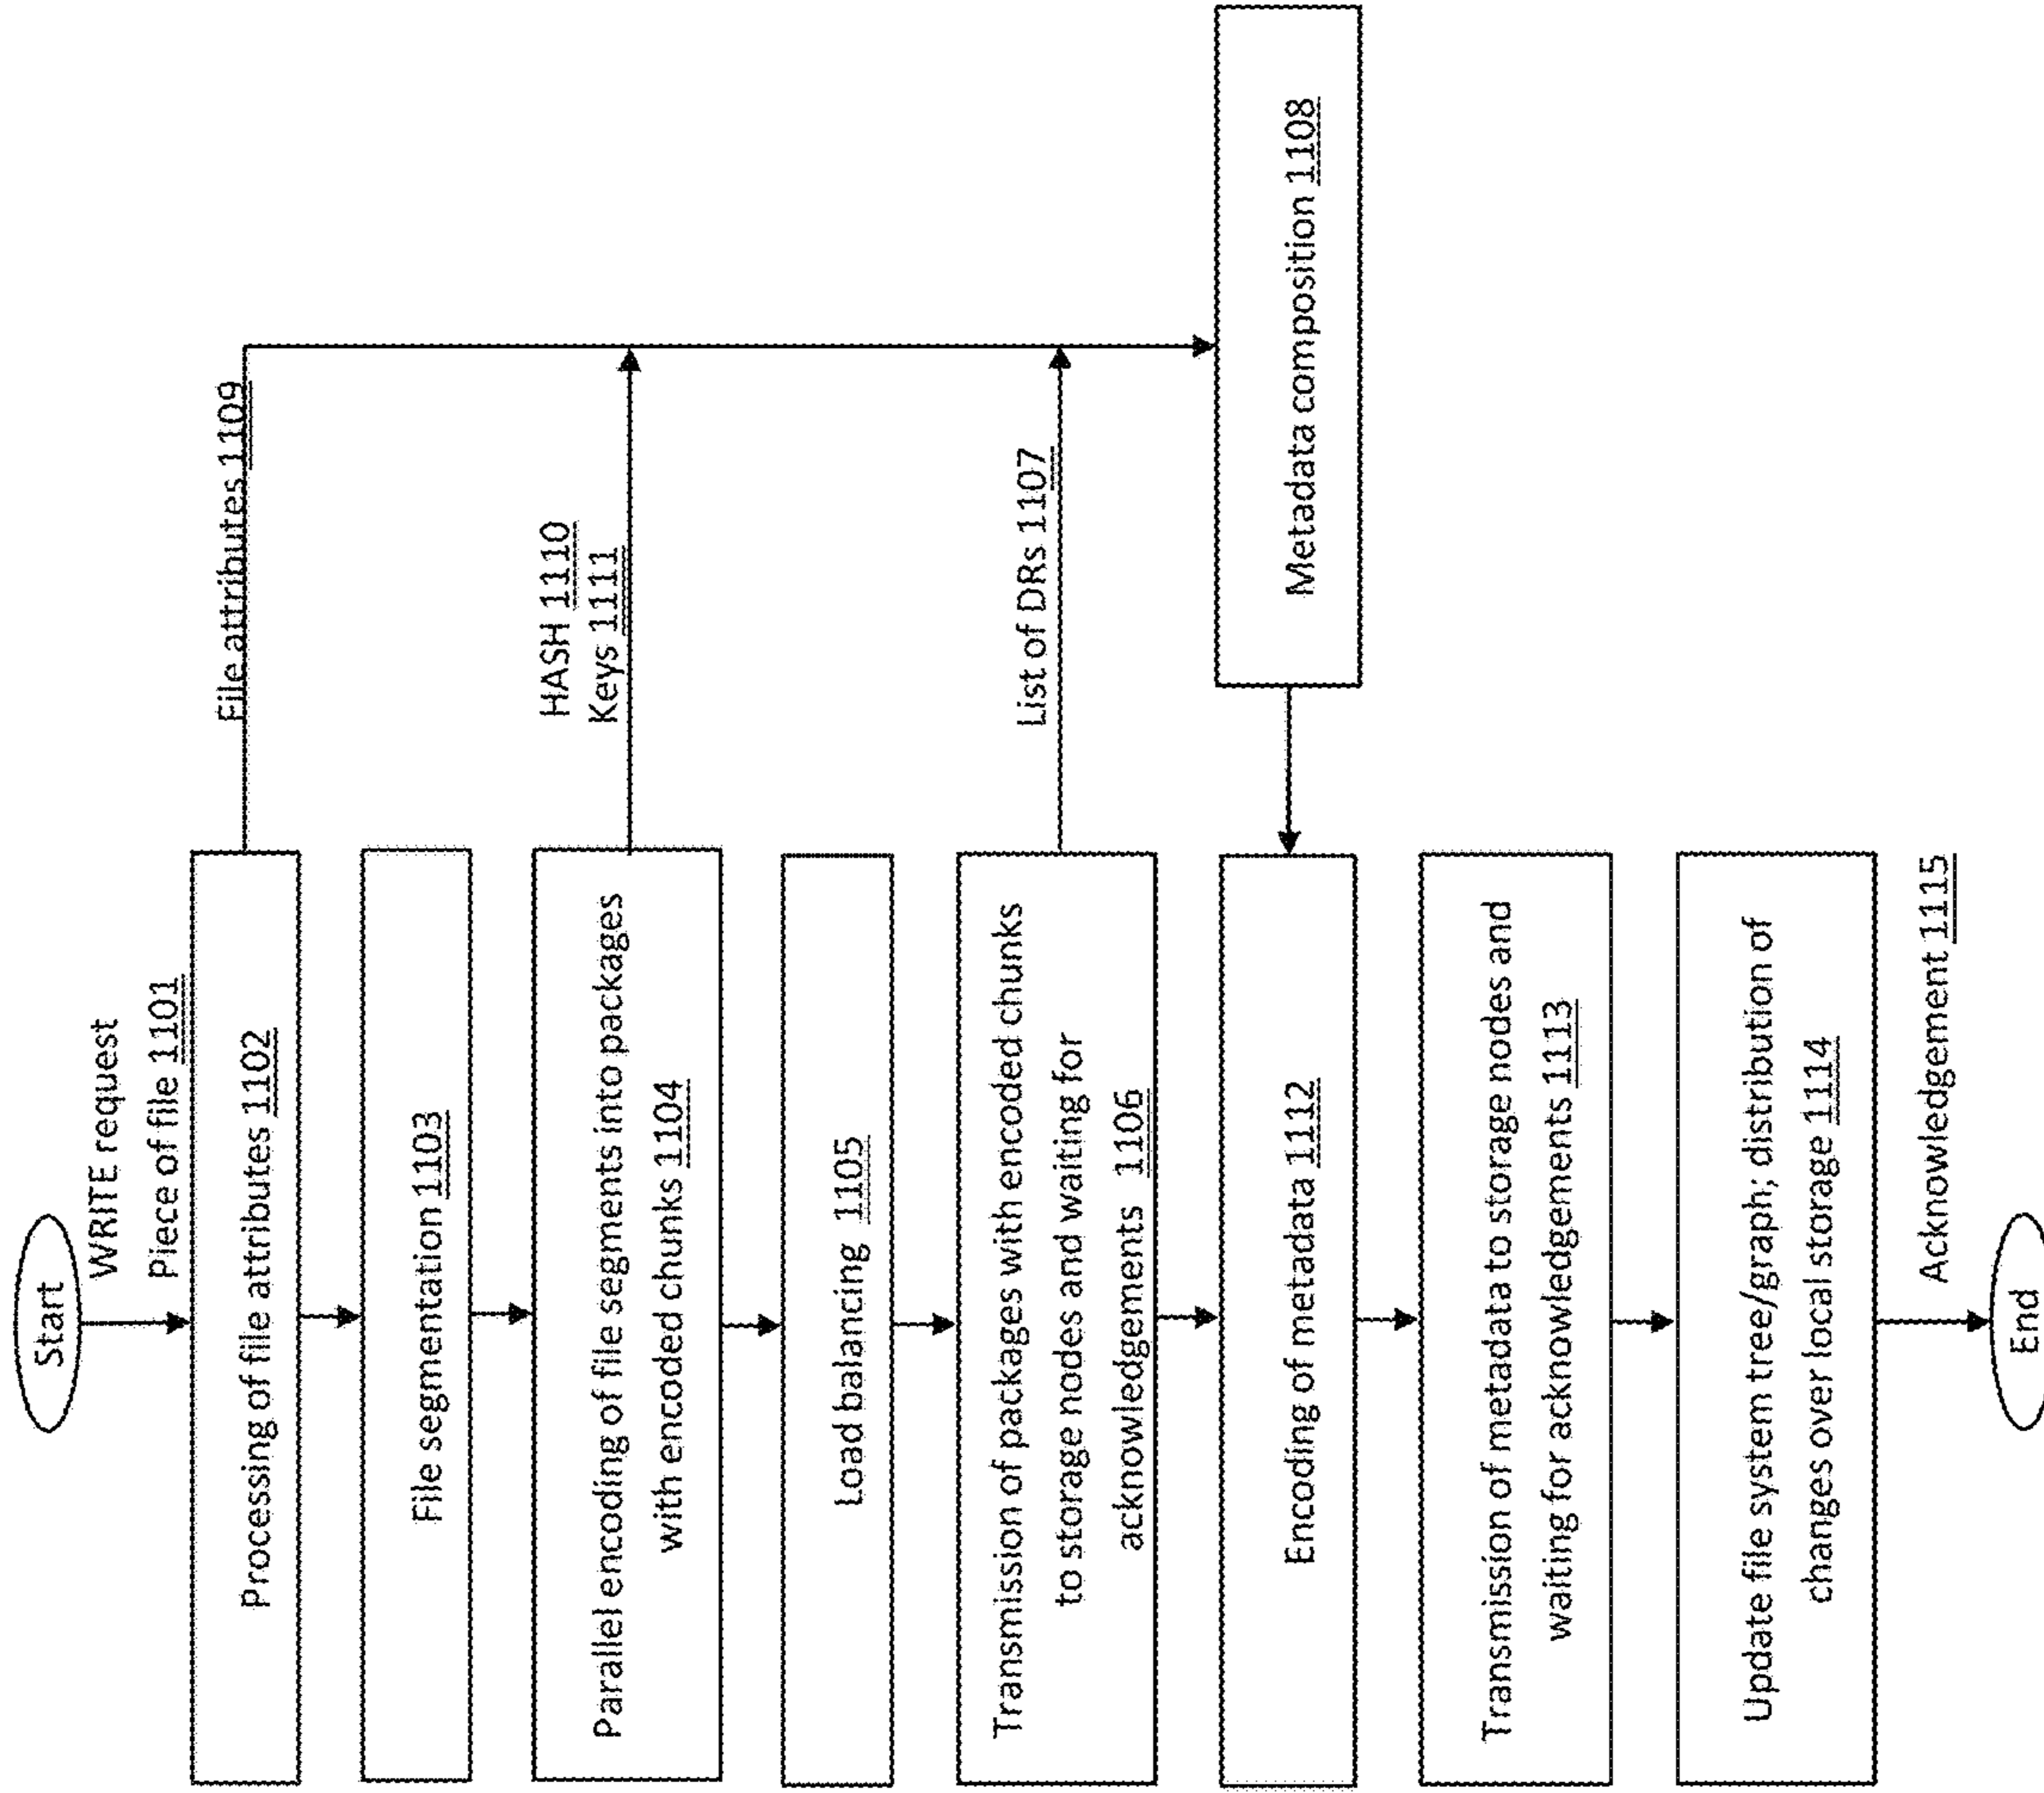 Start
WRITE request
Piece of file 1101
Processing of file attributes 1102
File attributes 1109
File segmentation 1103
Parallel encoding of file segments into packages
with encoded chunks 1104
HASH 1110
Keys 1111
Load balancing 1105
Transmission of packages with encoded chunks
to storage nodes and waiting for
acknowledgements 1106
List of DRs 1107
Metadata composition 1108
Encoding of metadata 1112
Transmission of metadata to storage nodes and
waiting for acknowledgements 1113
Update file system tree/graph; distribution of
changes over local storage 1114
Acknowledgement 1115
End